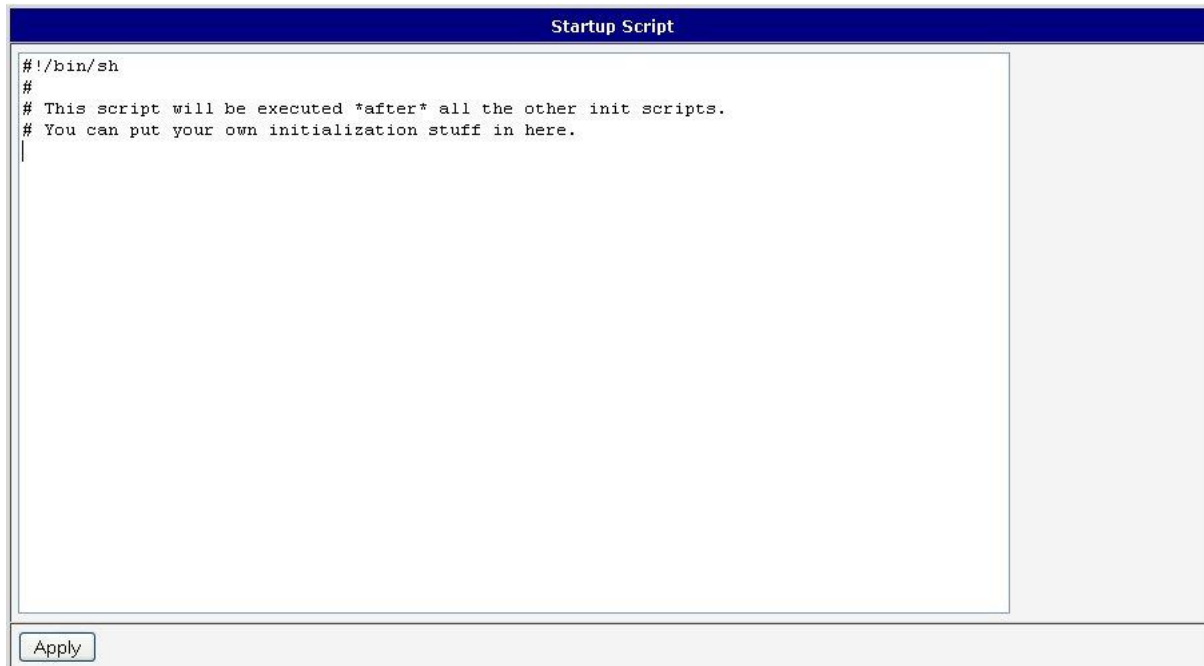 Startup Script
#!/bin/sh
#
# This script will be executed *after* all the other init scripts.
# You can put your own initialization stuff in here.
Apply